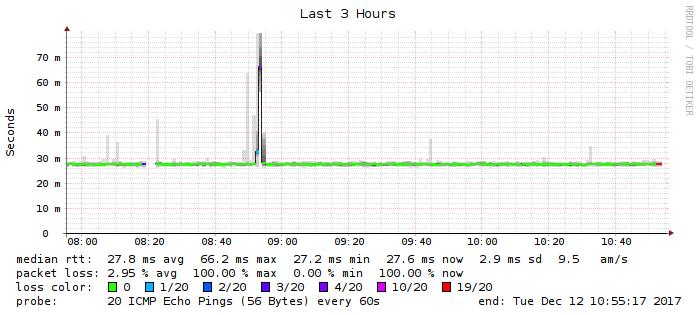 Last 3 Hours
RRDTOOL / TOBI OETIKER
Seconds
70 m
60 m
50 m
40 m
30 m
20 m
10 m
0
08:00 08:20 08:40 09:00 09:20 09:40 10:00 10:20 10:40
median rtt: 27.8 ms avg 66.2 ms max 27.2 ms min 27.6 ms now 2.9 ms sd 9.5 am/s
packet loss: 2.95 % avg 100.00 % max 0.00 % min 100.00 % now
loss color: 0 1/20 2/20 3/20 4/20 10/20 19/20
probe: 20 ICMP Echo Pings (56 Bytes) every 60s end: Tue Dec 12 10:55:17 2017